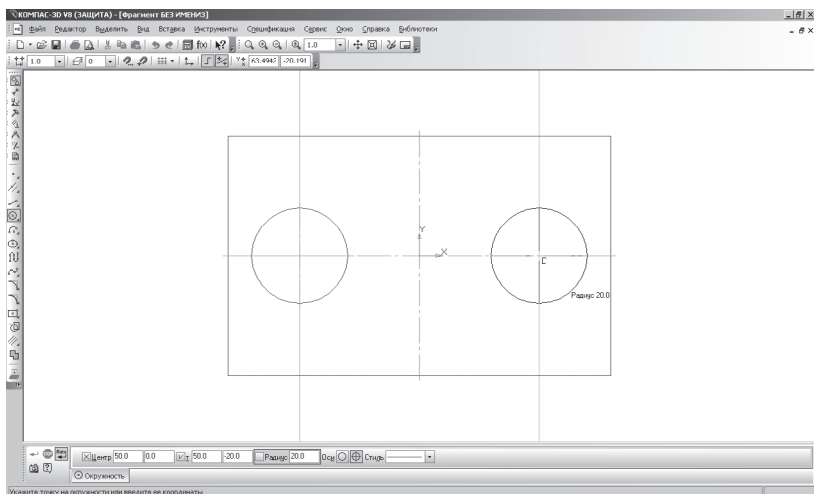 КОМПАС-3D V8 (ЗАЩИТА) - [Фрагмент БЕЗ ИМЕНИ3]
Файл Редактор Выделить Вид Вставка Инструменты Спецификация Сервис Окно Справка Библиотеки
1.0
1.0 0 63.4942 -20.191
Y
X
Радиус 20.0
Центр 50.0 0.0 т 50.0 -20.0 Радиус 20.0 Оси Стиль
Окружность
Укажите точку на окружности или введите ее координаты